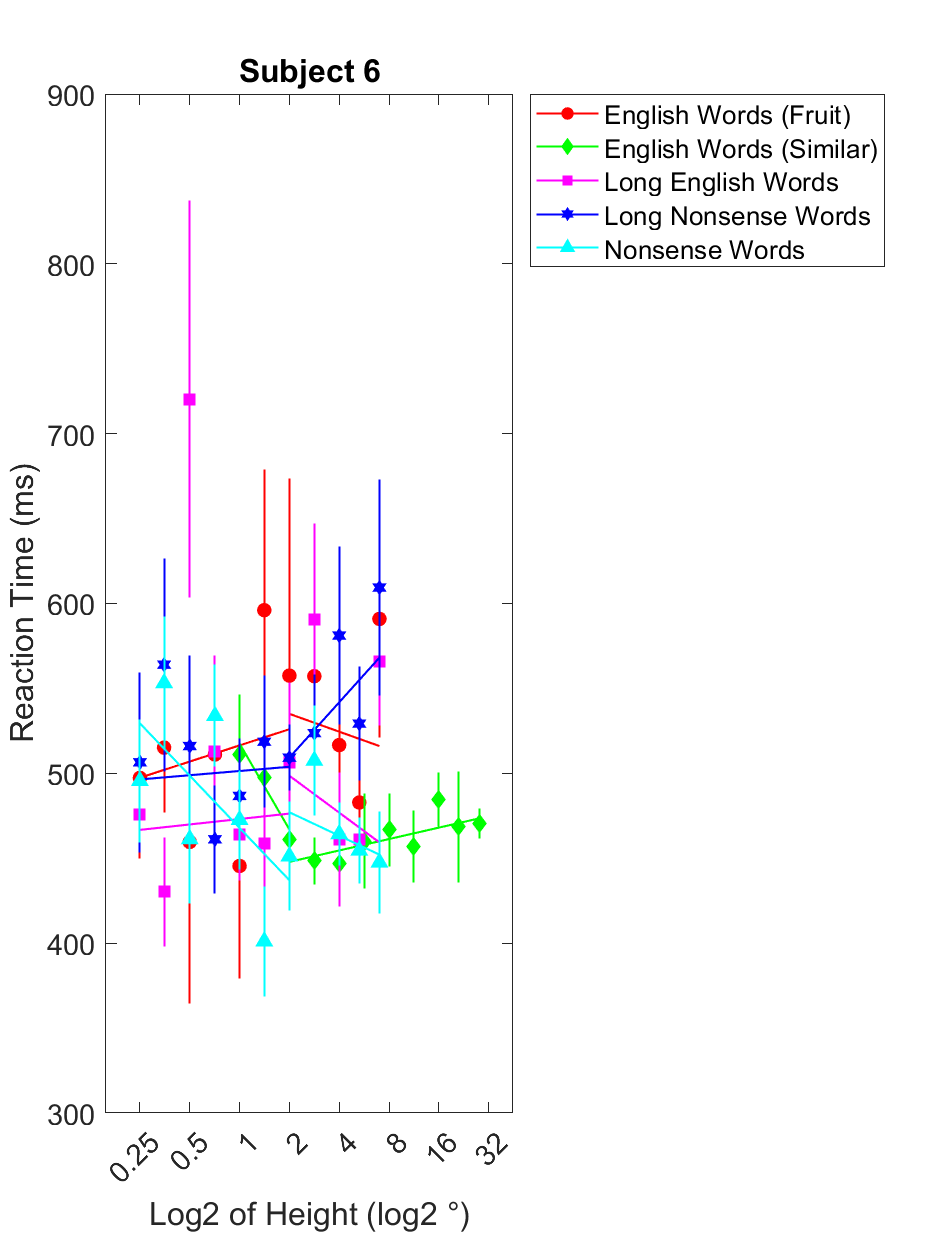 Subject 6
900
800
700
600
500
400
300
Reaction Time (ms)
0.25 0.5 1 2 4 8 16 32
Log2 of Height (log2 °)
English Words (Fruit)
English Words (Similar)
Long English Words
Long Nonsense Words
Nonsense Words